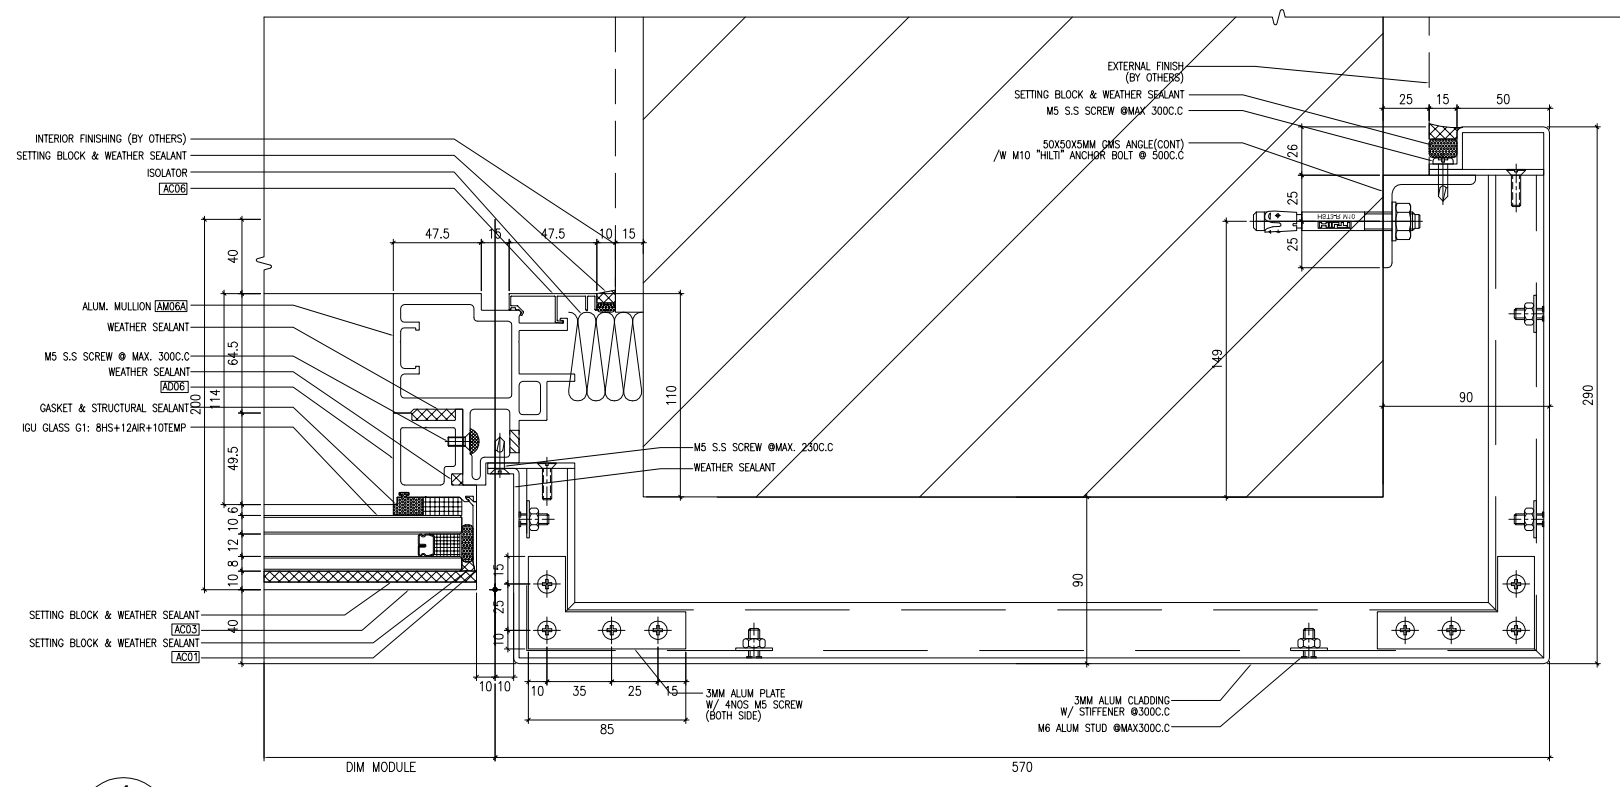 EXTERNAL FINISH
(BY OTHERS)
SETTING BLOCK & WEATHER SEALANT
M5 S.S SCREW @MAX 300C.C
50X50X5MM GMS ANGLE(CONT)
/W M10 "HILTI" ANCHOR BOLT @ 500C.C
25
15
50
26
25
25
HST-R M10
149
90
290
INTERIOR FINISHING (BY OTHERS)
SETTING BLOCK & WEATHER SEALANT
ISOLATOR
AC06
47.5
15
47.5
10
15
40
ALUM. MULLION AM06A
WEATHER SEALANT
M5 S.S SCREW @ MAX. 300C.C
WEATHER SEALANT
AD06
GASKET & STRUCTURAL SEALANT
IGU GLASS G1: 8HS+12AIR+10TEMP
64.5
114
200
49.5
6
10
12
8
10
40
110
M5 S.S SCREW @MAX. 230C.C
WEATHER SEALANT
SETTING BLOCK & WEATHER SEALANT
AC03
SETTING BLOCK & WEATHER SEALANT
AC01
15
25
10
90
10
10
10
35
25
15
85
3MM ALUM PLATE
W/ 4NOS M5 SCREW
(BOTH SIDE)
3MM ALUM CLADDING
W/ STIFFENER @300C.C
M6 ALUM STUD @MAX300C.C
DIM MODULE
570